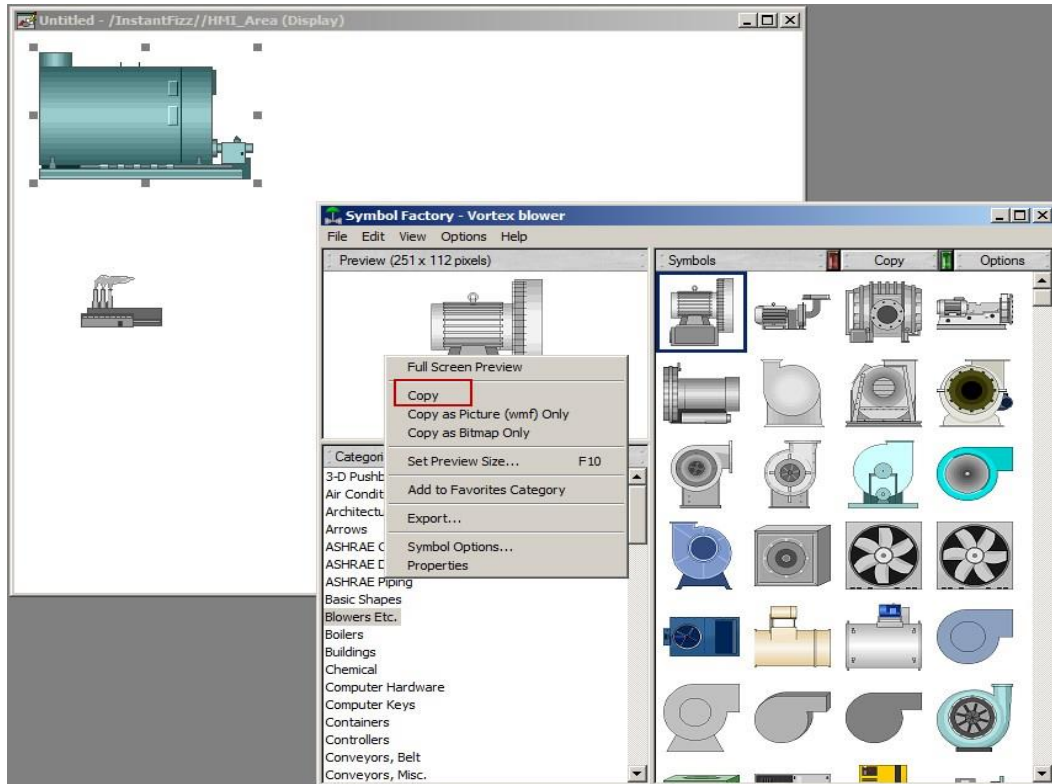 Untitled - /InstantFizz//HMI_Area (Display)
Symbol Factory - Vortex blower
File Edit View Options Help
Preview (251 x 112 pixels)
Symbols Copy Options
Full Screen Preview
Copy
Copy as Picture (wmf) Only
Copy as Bitmap Only
Set Preview Size... F10
Add to Favorites Category
Export...
Symbol Options...
Properties
Categori
3-D Pushb
Air Condit
Architectu
Arrows
ASHRAE C
ASHRAE D
ASHRAE Piping
Basic Shapes
Blowers Etc.
Boilers
Buildings
Chemical
Computer Hardware
Computer Keys
Containers
Controllers
Conveyors, Belt
Conveyors, Misc.